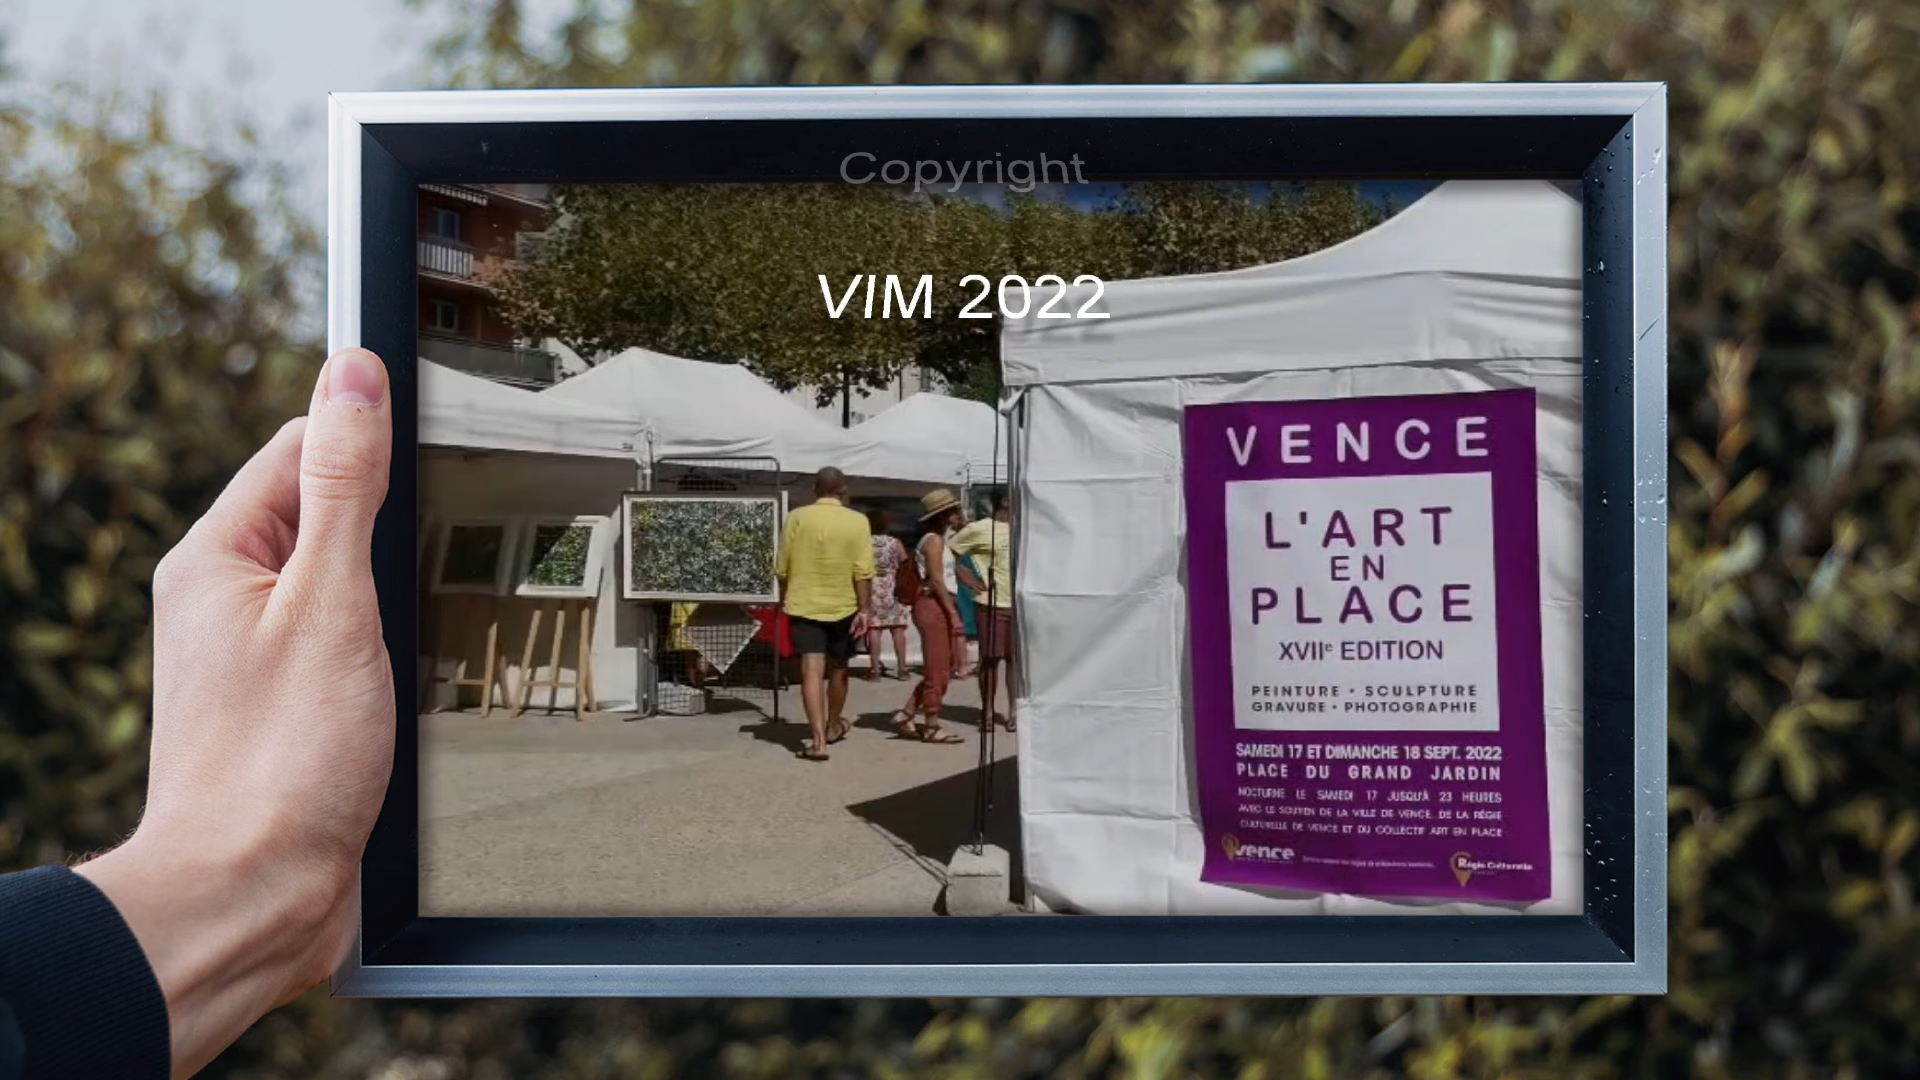 Copyright
VIM 2022
VENCE
L'ART
EN
PLACE
XVIIe EDITION
PEINTURE • SCULPTURE
GRAVURE • PHOTOGRAPHIE
SAMEDI 17 ET DIMANCHE 18 SEPT. 2022
PLACE DU GRAND JARDIN
NOCTURNE LE SAMEDI 17 JUSQU'À 23 HEURES
AVEC LE SOUTIEN DE LA VILLE DE VENCE, DE LA RÉGIE
CULTURELLE DE VENCE ET DU COLLECTIF ART EN PLACE
vence
Régie Culturelle